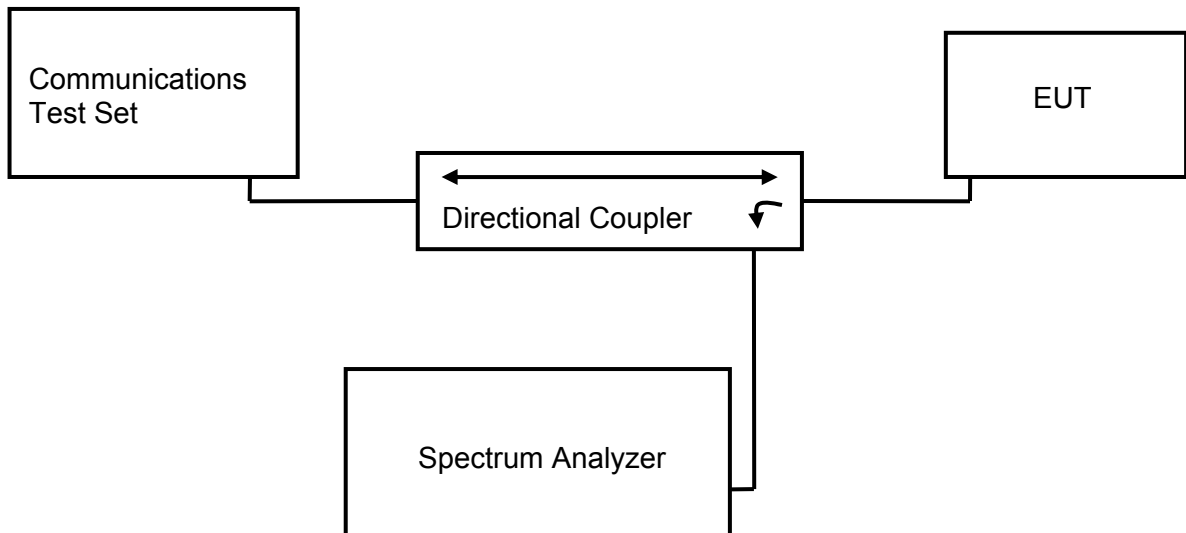 Communications
Test Set
EUT
Directional Coupler
Spectrum Analyzer